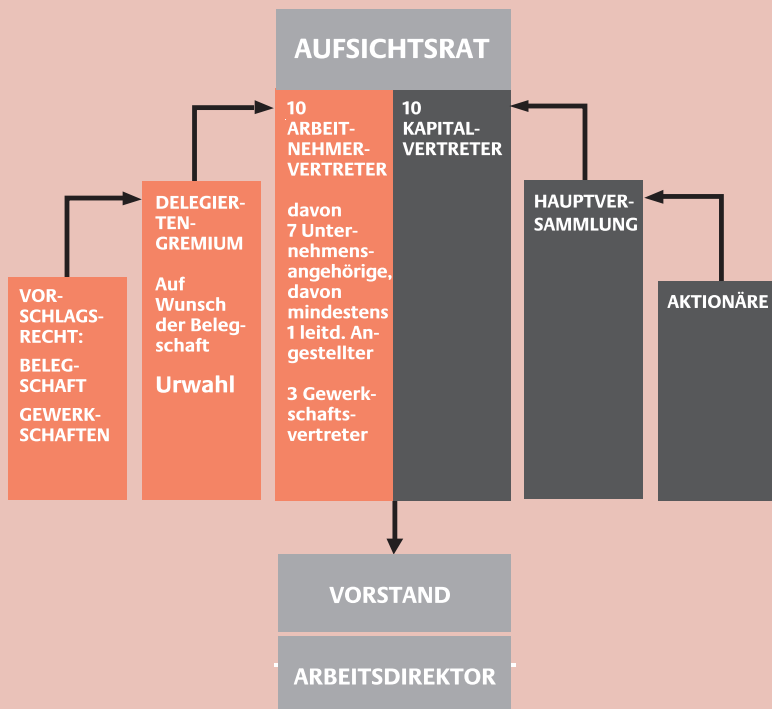 AUFSICHTSRAT
VOR-
SCHLAGS-
RECHT:
BELEG-
SCHAFT
GEWERK-
SCHAFTEN
DELEGIER-
TEN-
GREMIUM
Auf
Wunsch
der Beleg-
schaft
Urwahl
10
ARBEIT-
NEHMER-
VERTRETER
davon
7 Unter-
nehmens-
angehörige,
davon
mindestens
1 leitd. An-
gestellter
3 Gewerk-
schafts-
vertreter
10
KAPITAL-
VERTRETER
HAUPTVER-
SAMMLUNG
AKTIONÄRE
VORSTAND
ARBEITSDIREKTOR